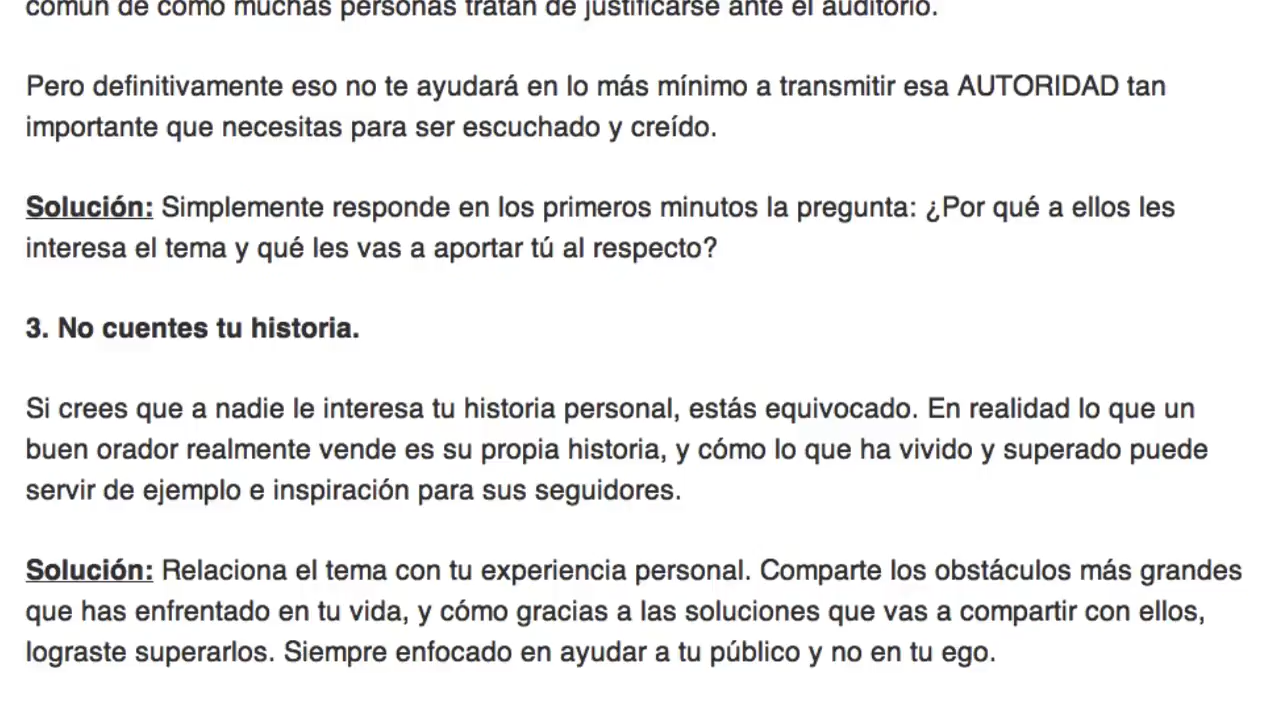 común de cómo muchas personas tratan de justificarse ante el auditorio.
Pero definitivamente eso no te ayudará en lo más mínimo a transmitir esa AUTORIDAD tan
importante que necesitas para ser escuchado y creído.
Solución: Simplemente responde en los primeros minutos la pregunta: ¿Por qué a ellos les
interesa el tema y qué les vas a aportar tú al respecto?
3. No cuentes tu historia.
Si crees que a nadie le interesa tu historia personal, estás equivocado. En realidad lo que un
buen orador realmente vende es su propia historia, y cómo lo que ha vivido y superado puede
servir de ejemplo e inspiración para sus seguidores.
Solución: Relaciona el tema con tu experiencia personal. Comparte los obstáculos más grandes
que has enfrentado en tu vida, y cómo gracias a las soluciones que vas a compartir con ellos,
lograste superarlos. Siempre enfocado en ayudar a tu público y no en tu ego.